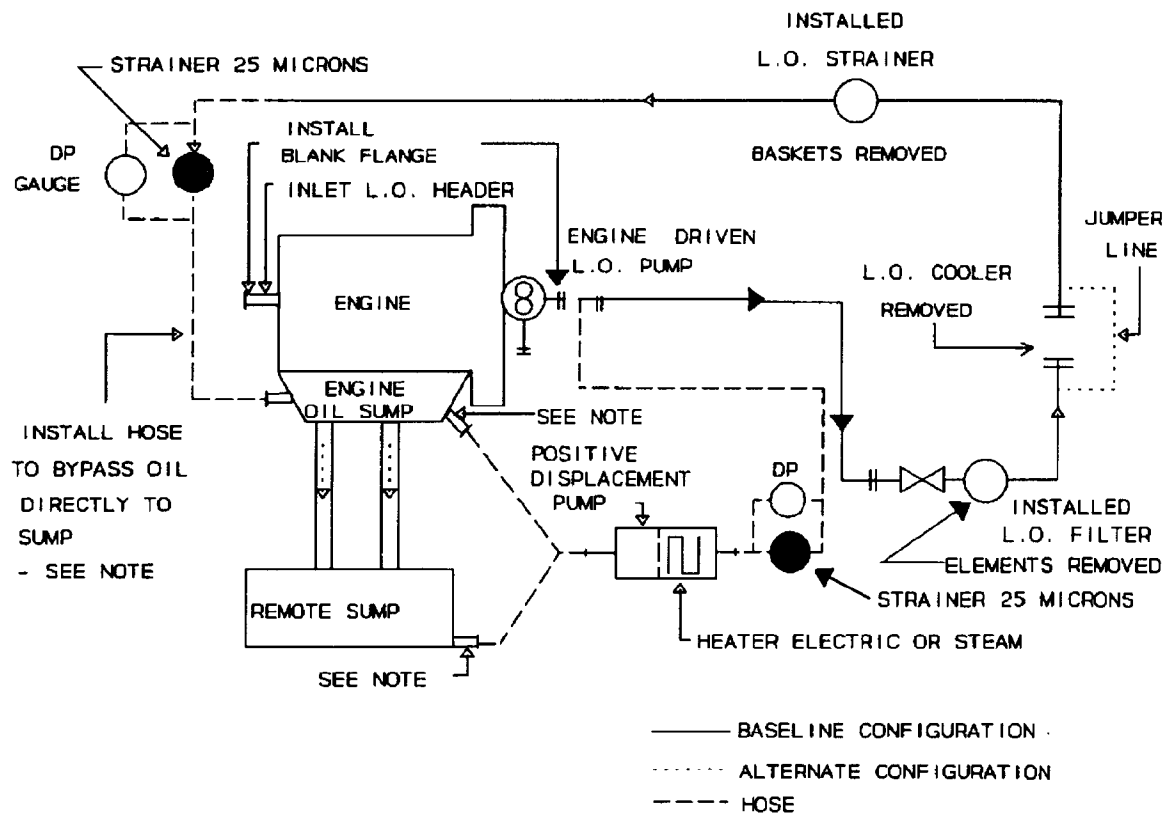 INSTALLED
L.O. STRAINER
STRAINER 25 MICRONS
DP
GAUGE
INSTALL
BLANK FLANGE
BASKETS REMOVED
INLET L.O. HEADER
JUMPER
LINE
ENGINE DRIVEN
L.O. PUMP
L.O. COOLER
REMOVED
ENGINE
ENGINE
OIL SUMP
SEE NOTE
INSTALL HOSE
TO BYPASS OIL
DIRECTLY TO
SUMP
- SEE NOTE
POSITIVE
DISPLACEMENT
PUMP
DP
INSTALLED
L.O. FILTER
ELEMENTS REMOVED
STRAINER 25 MICRONS
REMOTE SUMP
HEATER ELECTRIC OR STEAM
SEE NOTE
BASELINE CONFIGURATION
ALTERNATE CONFIGURATION
HOSE